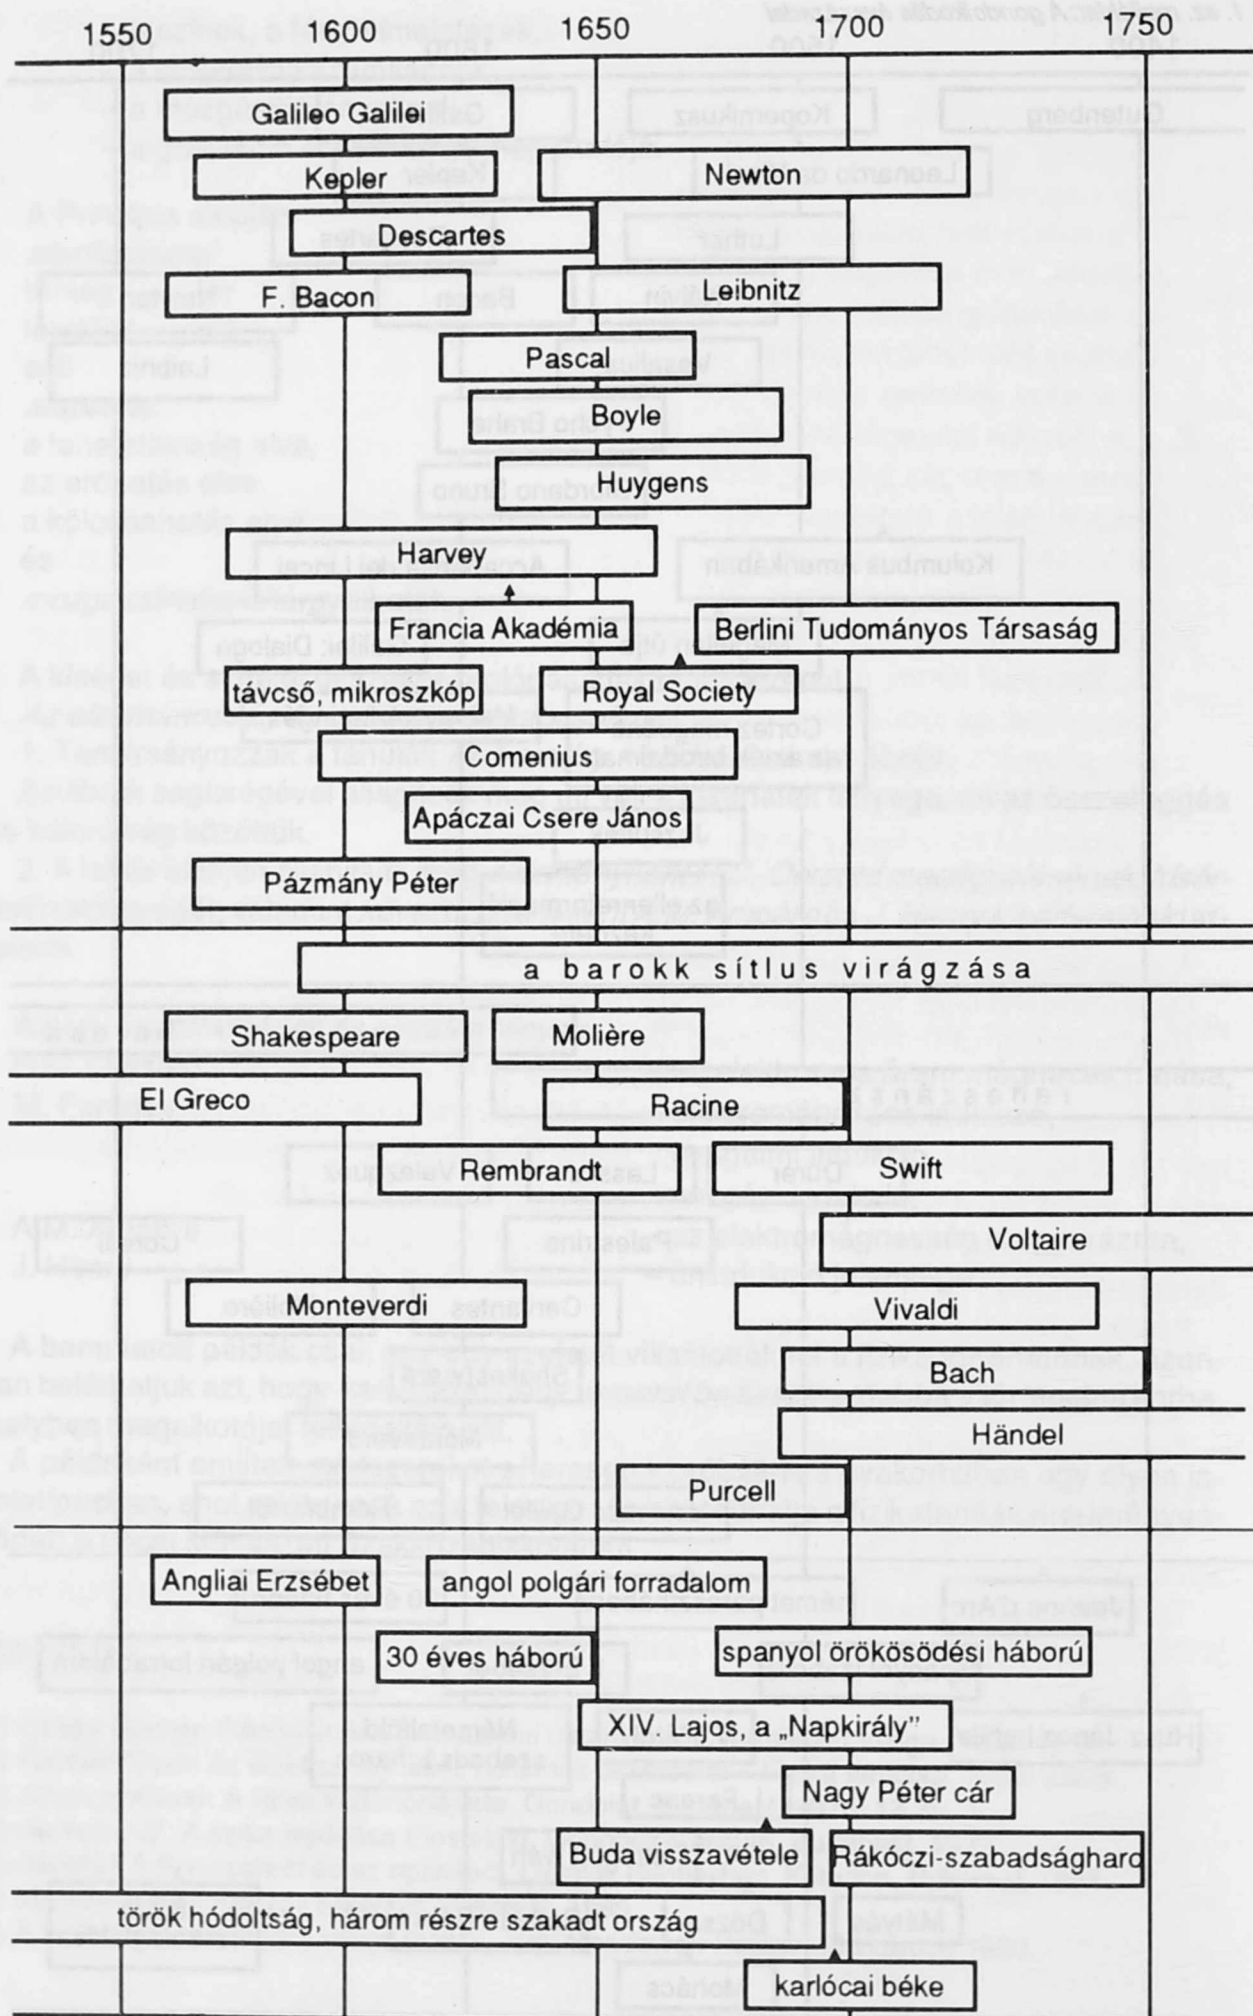 1550 1600 1650 1700 1750
Galileo Galilei
Kepler Newton
Descartes
F. Bacon Leibnitz
Pascal
Boyle
Huygens
Harvey
Francia Akadémia Berlini Tudományos Társaság
távcső, mikroszkóp Royal Society
Comenius
Apáczai Csere János
Pázmány Péter
a barokk sítlus virágzása
Shakespeare Molière
El Greco Racine
Rembrandt Swift
Voltaire
Monteverdi Vivaldi
Bach
Händel
Purcell
Angliai Erzsébet angol polgári forradalom
30 éves háború spanyol örökösödési háború
XIV. Lajos, a „Napkirály”
Nagy Péter cár
Buda visszavétele Rákóczi-szabadságharc
török hódoltság, három részre szakadt ország
karlócai béke